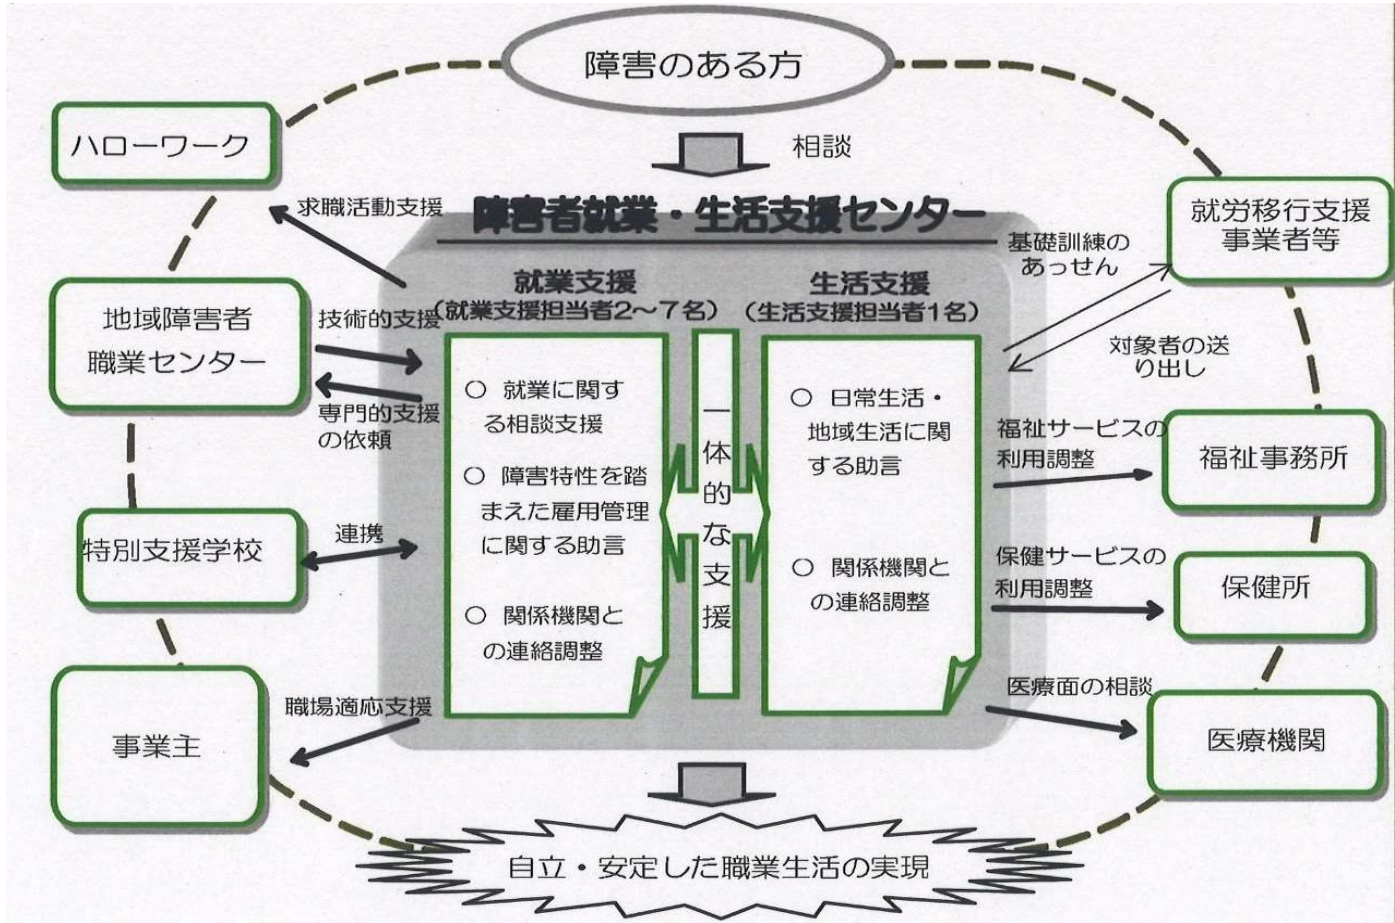 障害のある方
相談
ハローワーク
求職活動支援
障害者就業・生活支援センター
就労移行支援
事業者等
基礎訓練の
あっせん
対象者の送
り出し
地域障害者
職業センター
技術的支援
専門的支援
の依頼
就業支援
(就業支援担当者2~7名)
○ 就業に関す
る相談支援
○ 障害特性を踏
まえた雇用管理
に関する助言
○ 関係機関と
の連絡調整
一体的な支援
生活支援
(生活支援担当者1名)
○ 日常生活・
地域生活に関
する助言
○ 関係機関と
の連絡調整
福祉サービスの
利用調整
福祉事務所
特別支援学校
連携
保健サービスの
利用調整
保健所
事業主
職場適応支援
医療面の相談
医療機関
自立・安定した職業生活の実現